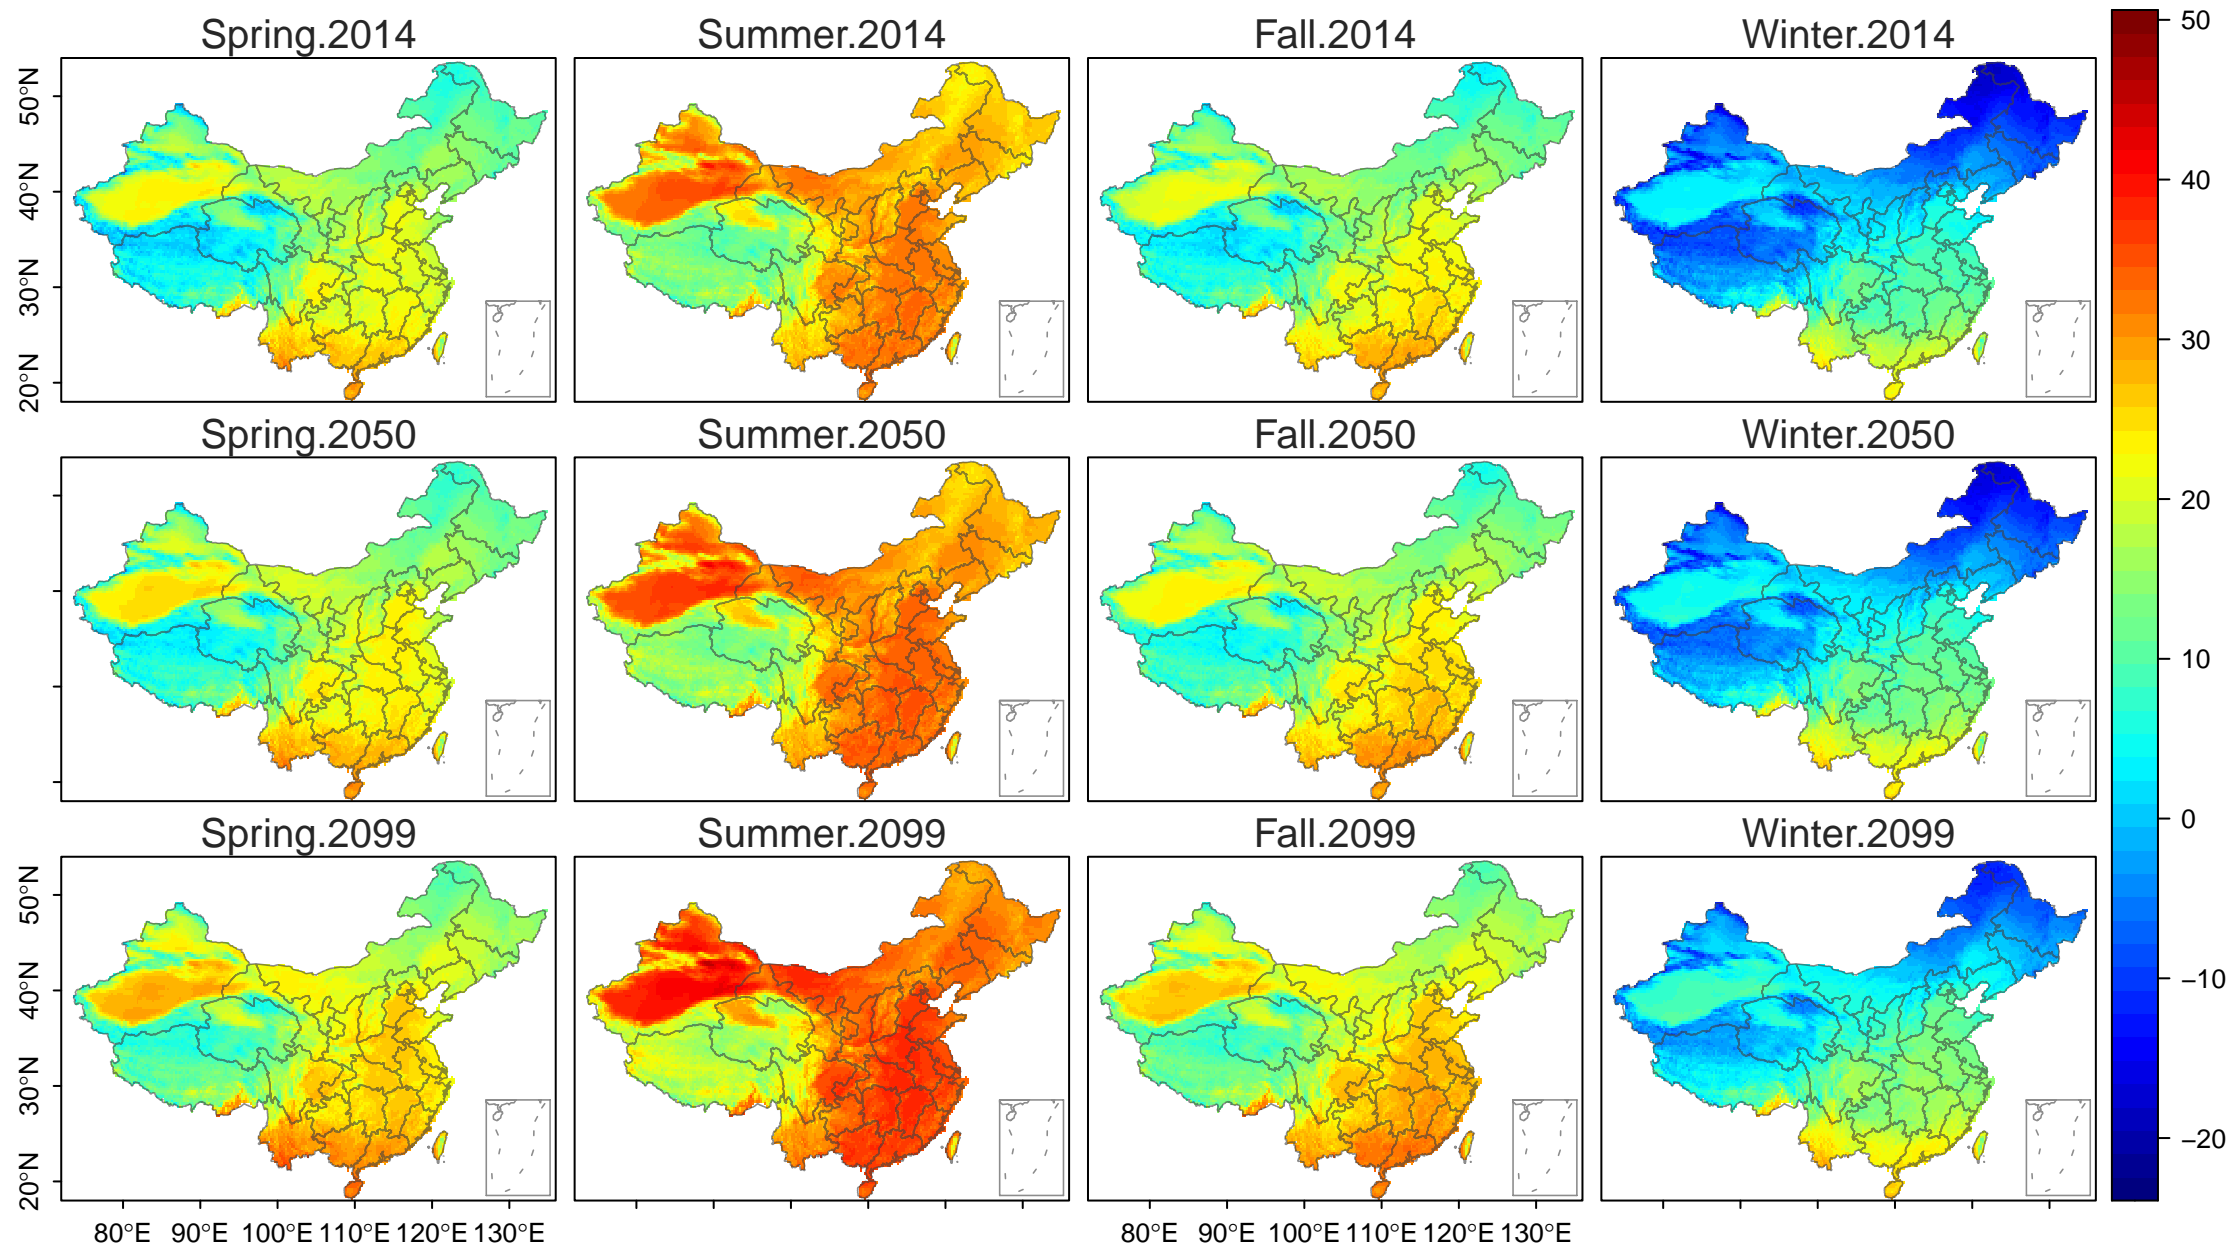 Spring.2014 Summer.2014 Fall.2014 Winter.2014
50°N
40°N
30°N
20°N
Spring.2050 Summer.2050 Fall.2050 Winter.2050
Spring.2099 Summer.2099 Fall.2099 Winter.2099
50°N
40°N
30°N
20°N
80°E 90°E 100°E 110°E 120°E 130°E
80°E 90°E 100°E 110°E 120°E 130°E
50
40
30
20
10
0
−10
−20